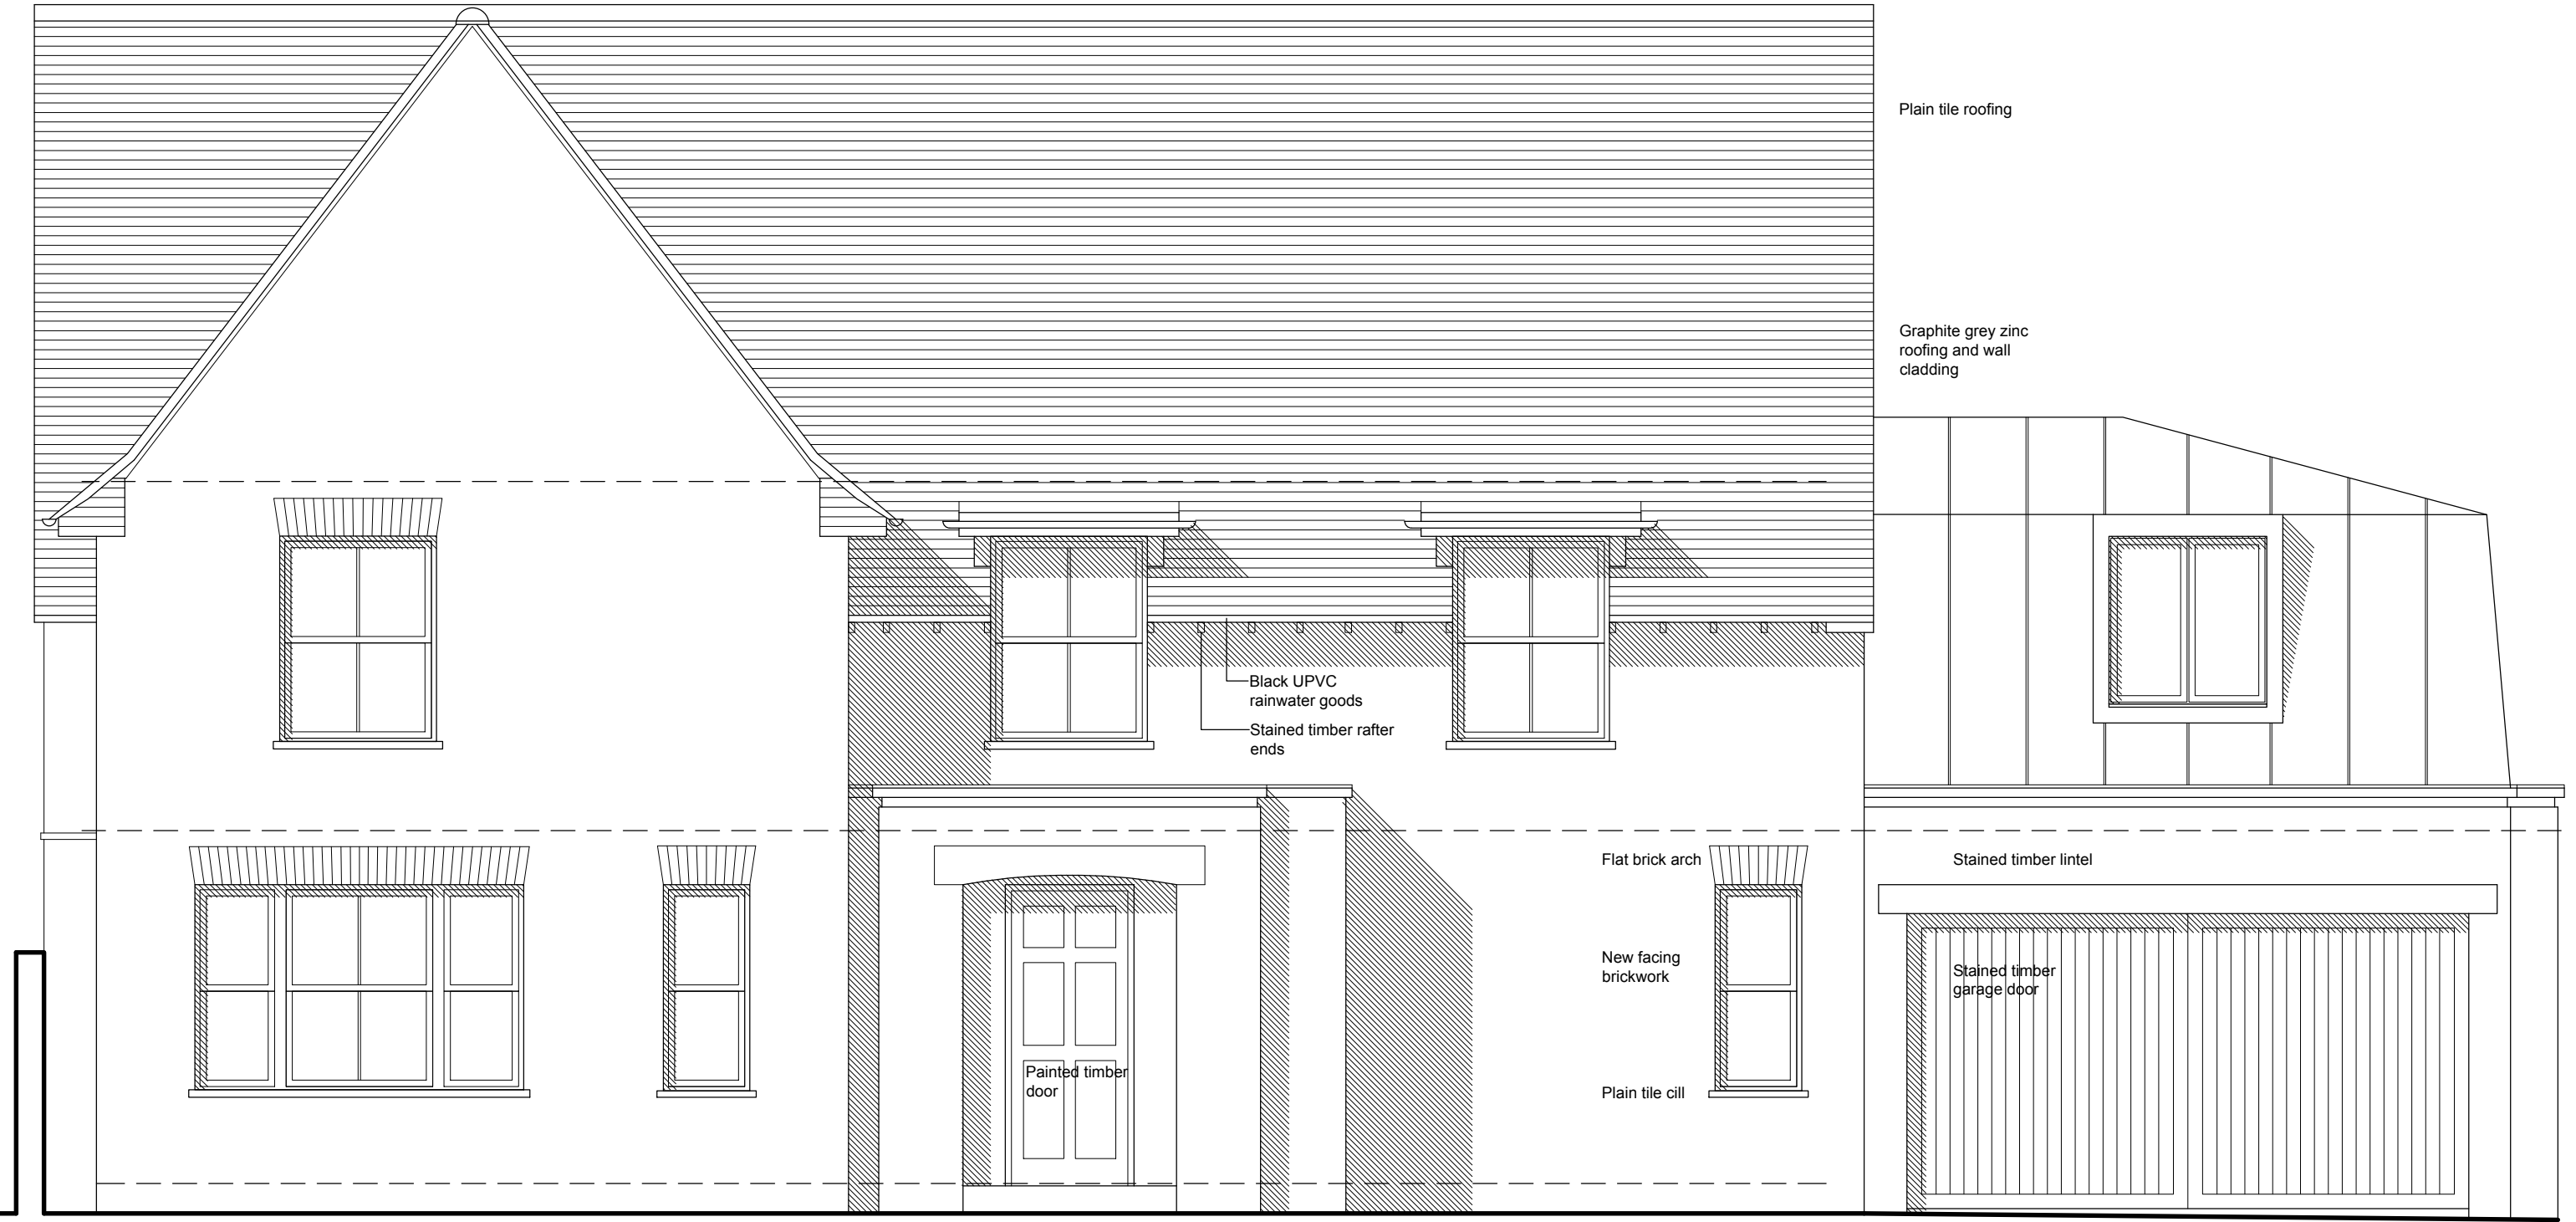 Plain tile roofing
Graphite grey zinc
roofing and wall
cladding
Black UPVC
rainwater goods
Stained timber rafter
ends
Flat brick arch
Stained timber lintel
New facing
brickwork
Stained timber
garage door
Painted timber
door
Plain tile cill